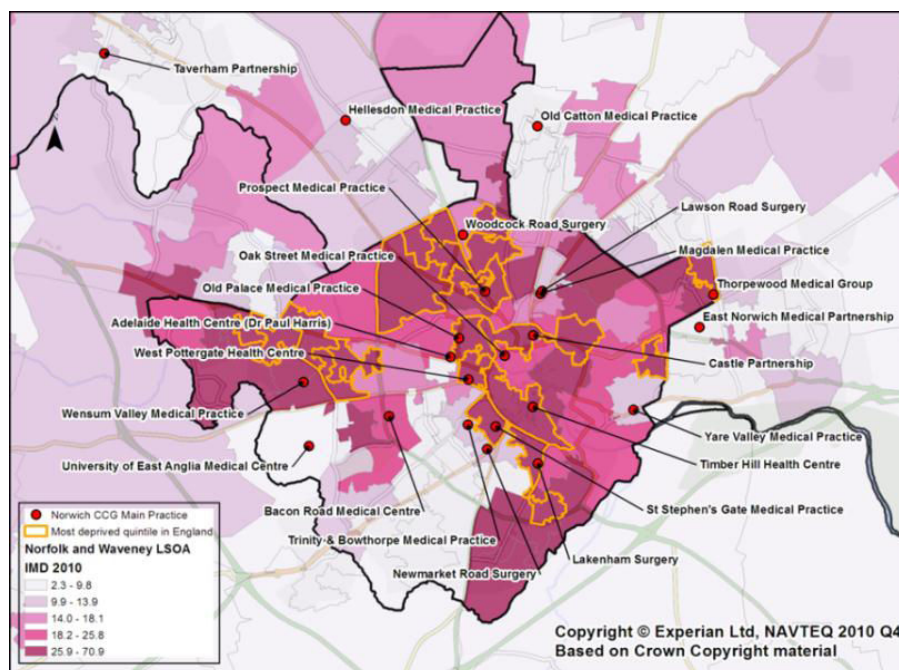 Taverham Partnership
Hellesdon Medical Practice
Old Catton Medical Practice
Prospect Medical Practice
Lawson Road Surgery
Woodcock Road Surgery
Oak Street Medical Practice
Magdalen Medical Practice
Old Palace Medical Practice
Thorpewood Medical Group
East Norwich Medical Partnership
Adelaide Health Centre (Dr Paul Harris)
West Pottergate Health Centre
Castle Partnership
Wensum Valley Medical Practice
Yare Valley Medical Practice
University of East Anglia Medical Centre
Timber Hill Health Centre
Bacon Road Medical Centre
St Stephen's Gate Medical Practice
Trinity & Bowthorpe Medical Practice
Lakenham Surgery
Newmarket Road Surgery
Norwich CCG Main Practice
Most deprived quintile in England
Norfolk and Waveney LSOA
IMD 2010
2.3 - 9.8
9.9 - 13.9
14.0 - 18.1
18.2 - 25.8
25.9 - 70.9
Copyright © Experian Ltd, NAVTEQ 2010 Q4
Based on Crown Copyright material